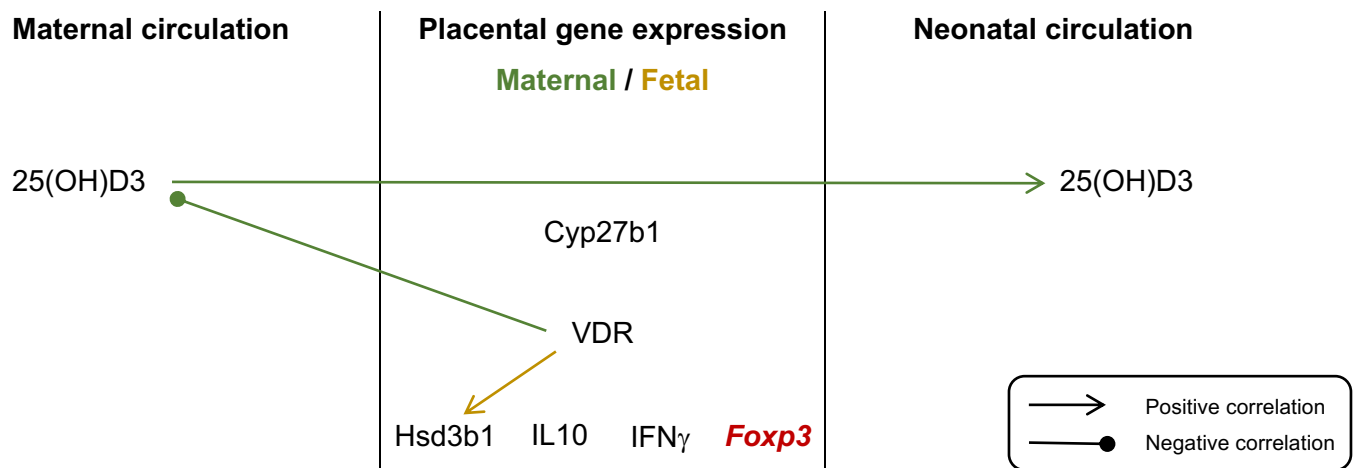 Maternal circulation
Placental gene expression
Neonatal circulation
Maternal / Fetal
25(OH)D3
25(OH)D3
Cyp27b1
VDR
Hsd3b1 IL10 IFNγ Foxp3
Positive correlation
Negative correlation